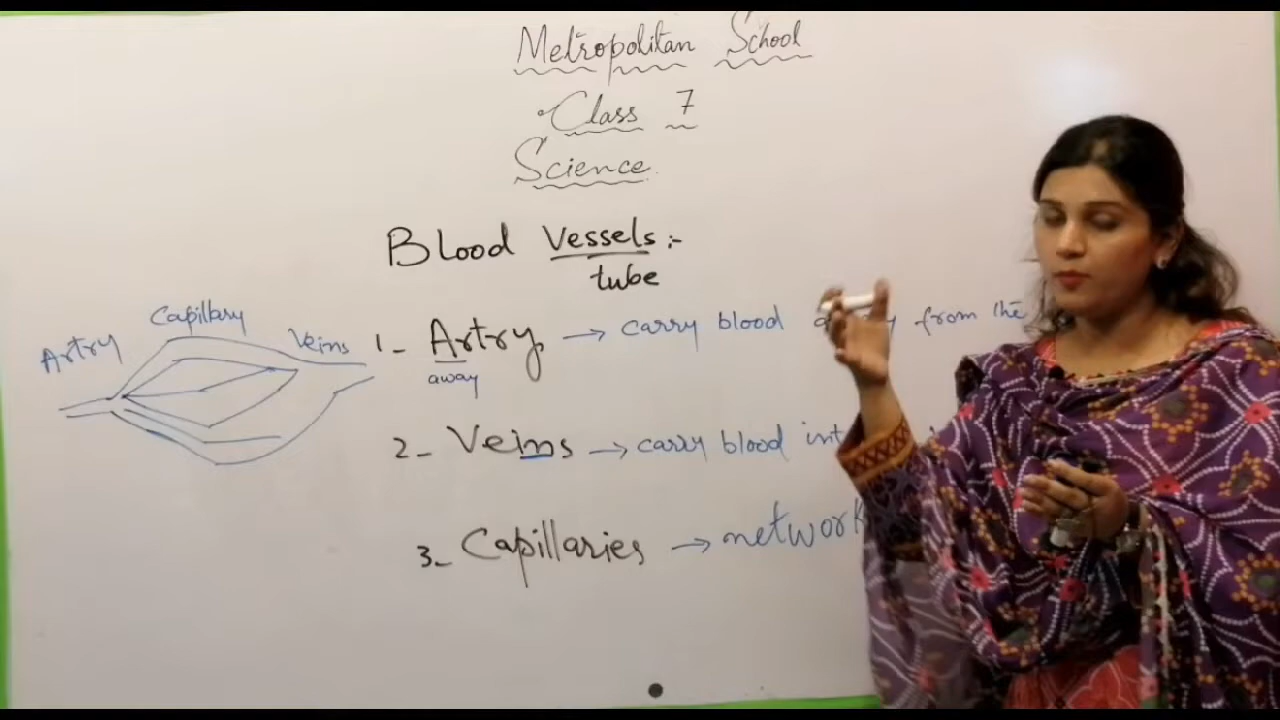 Metropolitan School
Class 7
Science
Blood Vessels :-
tube
Artry
Capillary
Veins
1- Artry → carry blood from the
away
2- Veins → carry blood
3- Capillaries → network